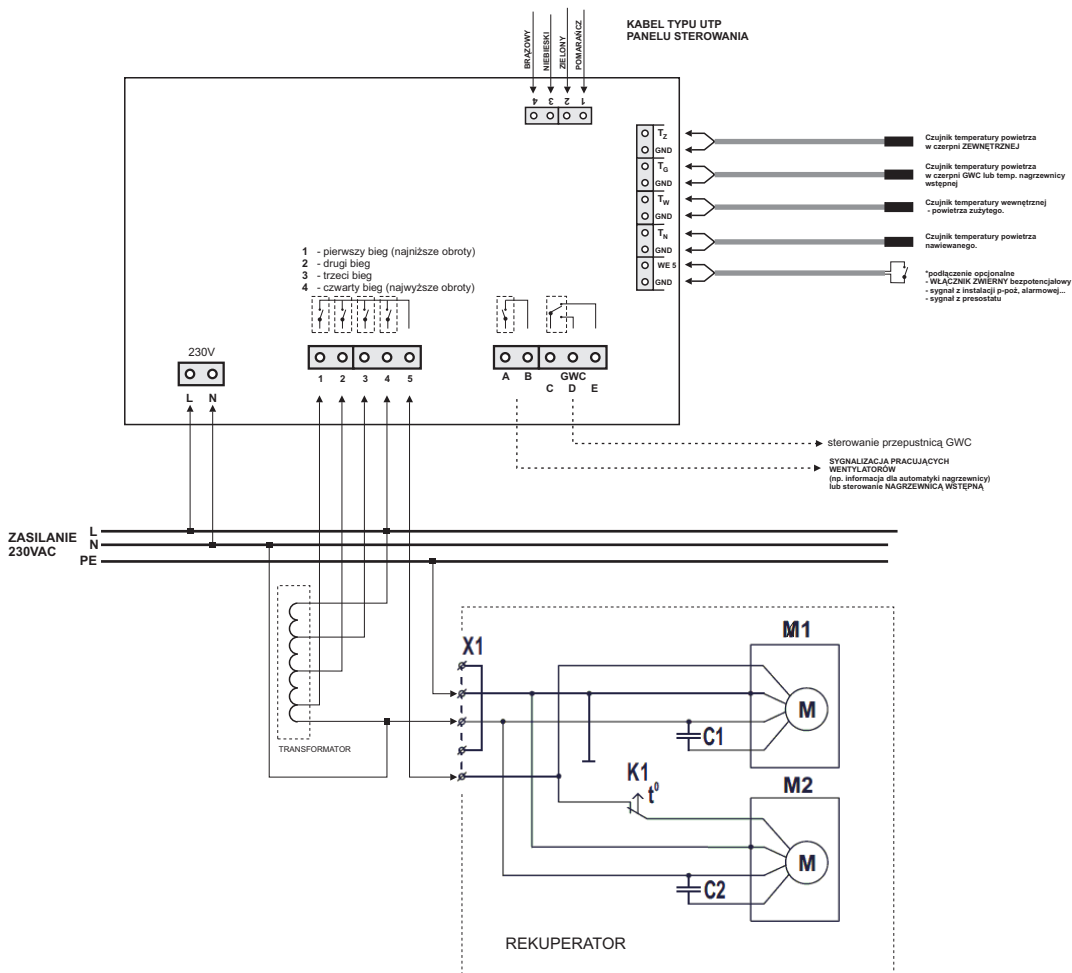 KABEL TYPU UTP
PANELU STEROWANIA
BRĄZOWY
NIEBIESKI
ZIELONY
POMARAŃCZ
4 3 2 1
TZ
GND
TG
GND
TW
GND
TN
GND
WE 5
GND
Czujnik temperatury powietrza
w czerpni ZEWNĘTRZNEJ
Czujnik temperatury powietrza
w czerpni GWC lub temp. nagrzewnicy
wstępnej
Czujnik temperatury wewnętrznej
- powietrza zużytego.
Czujnik temperatury powietrza
nawiewanego.
*podłączenie opcjonalne
- WŁĄCZNIK ZWIERNY bezpotencjałowy
- sygnał z instalacji p-poż, alarmowej...
- sygnał z presostatu
1 - pierwszy bieg (najniższe obroty)
2 - drugi bieg
3 - trzeci bieg
4 - czwarty bieg (najwyższe obroty)
230V
L N
1 2 3 4 5
A B GWC
C D E
sterowanie przepustnicą GWC
SYGNALIZACJA PRACUJĄCYCH
WENTYLATORÓW
(np. informacja dla automatyki nagrzewnicy)
lub sterowanie NAGRZEWNICĄ WSTĘPNĄ
ZASILANIE
230VAC
L
N
PE
TRANSFORMATOR
X1
M1
M
C1
K1
t⁰
M2
M
C2
REKUPERATOR